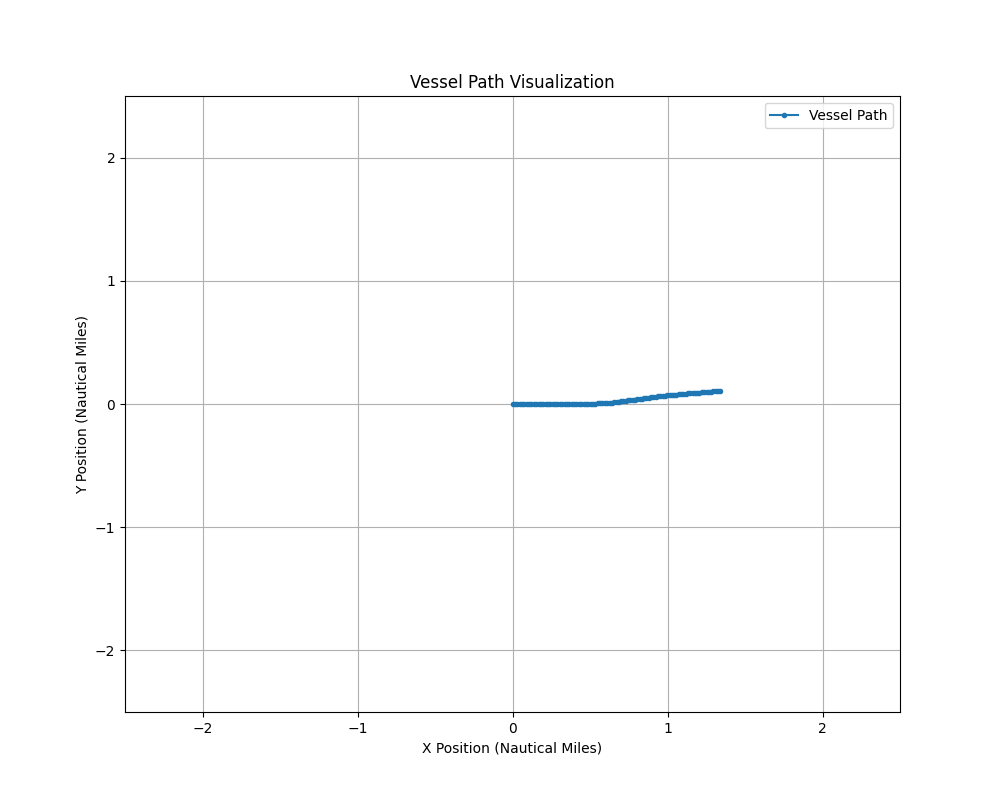 Vessel Path Visualization
Vessel Path
Y Position (Nautical Miles)
2
1
0
−1
−2
−2
−1
0
1
2
X Position (Nautical Miles)